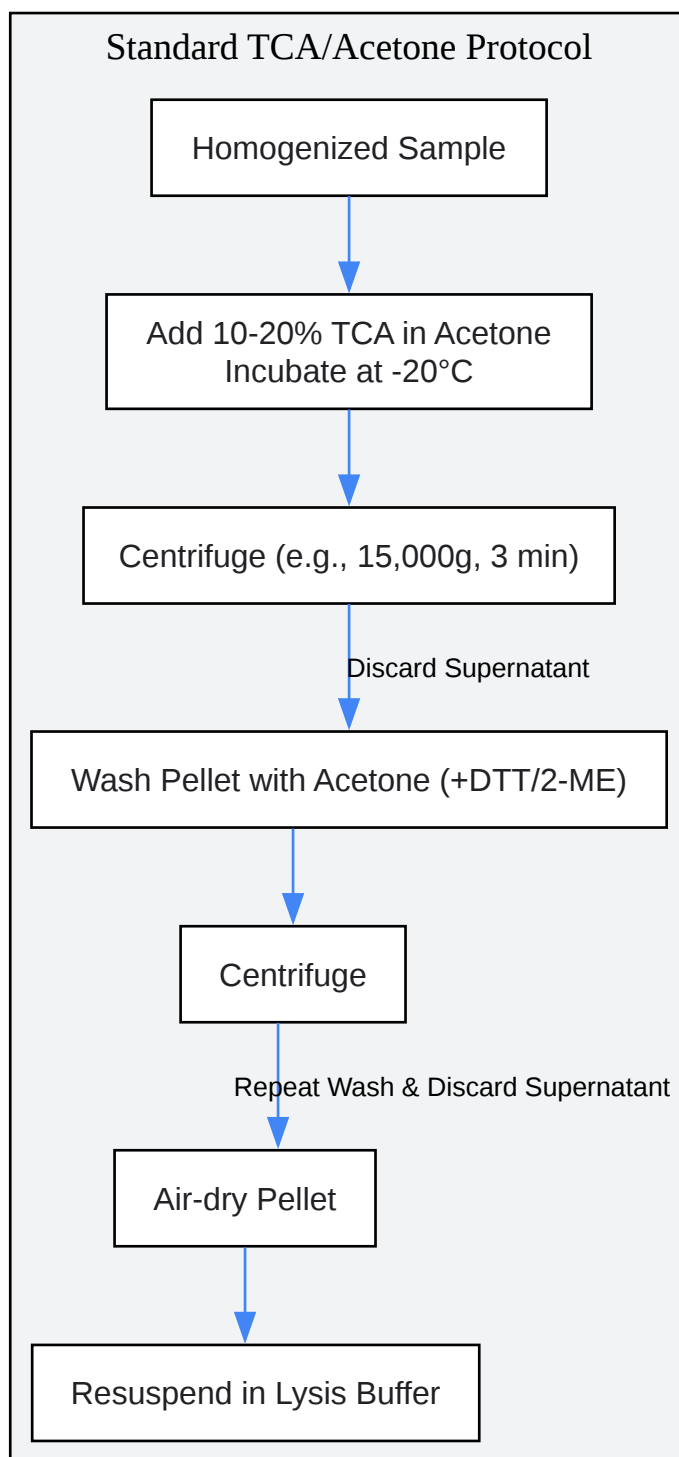 Standard TCA/Acetone Protocol
Homogenized Sample
Add 10-20% TCA in Acetone
Incubate at -20°C
Centrifuge (e.g., 15,000g, 3 min)
Discard Supernatant
Wash Pellet with Acetone (+DTT/2-ME)
Centrifuge
Repeat Wash & Discard Supernatant
Air-dry Pellet
Resuspend in Lysis Buffer